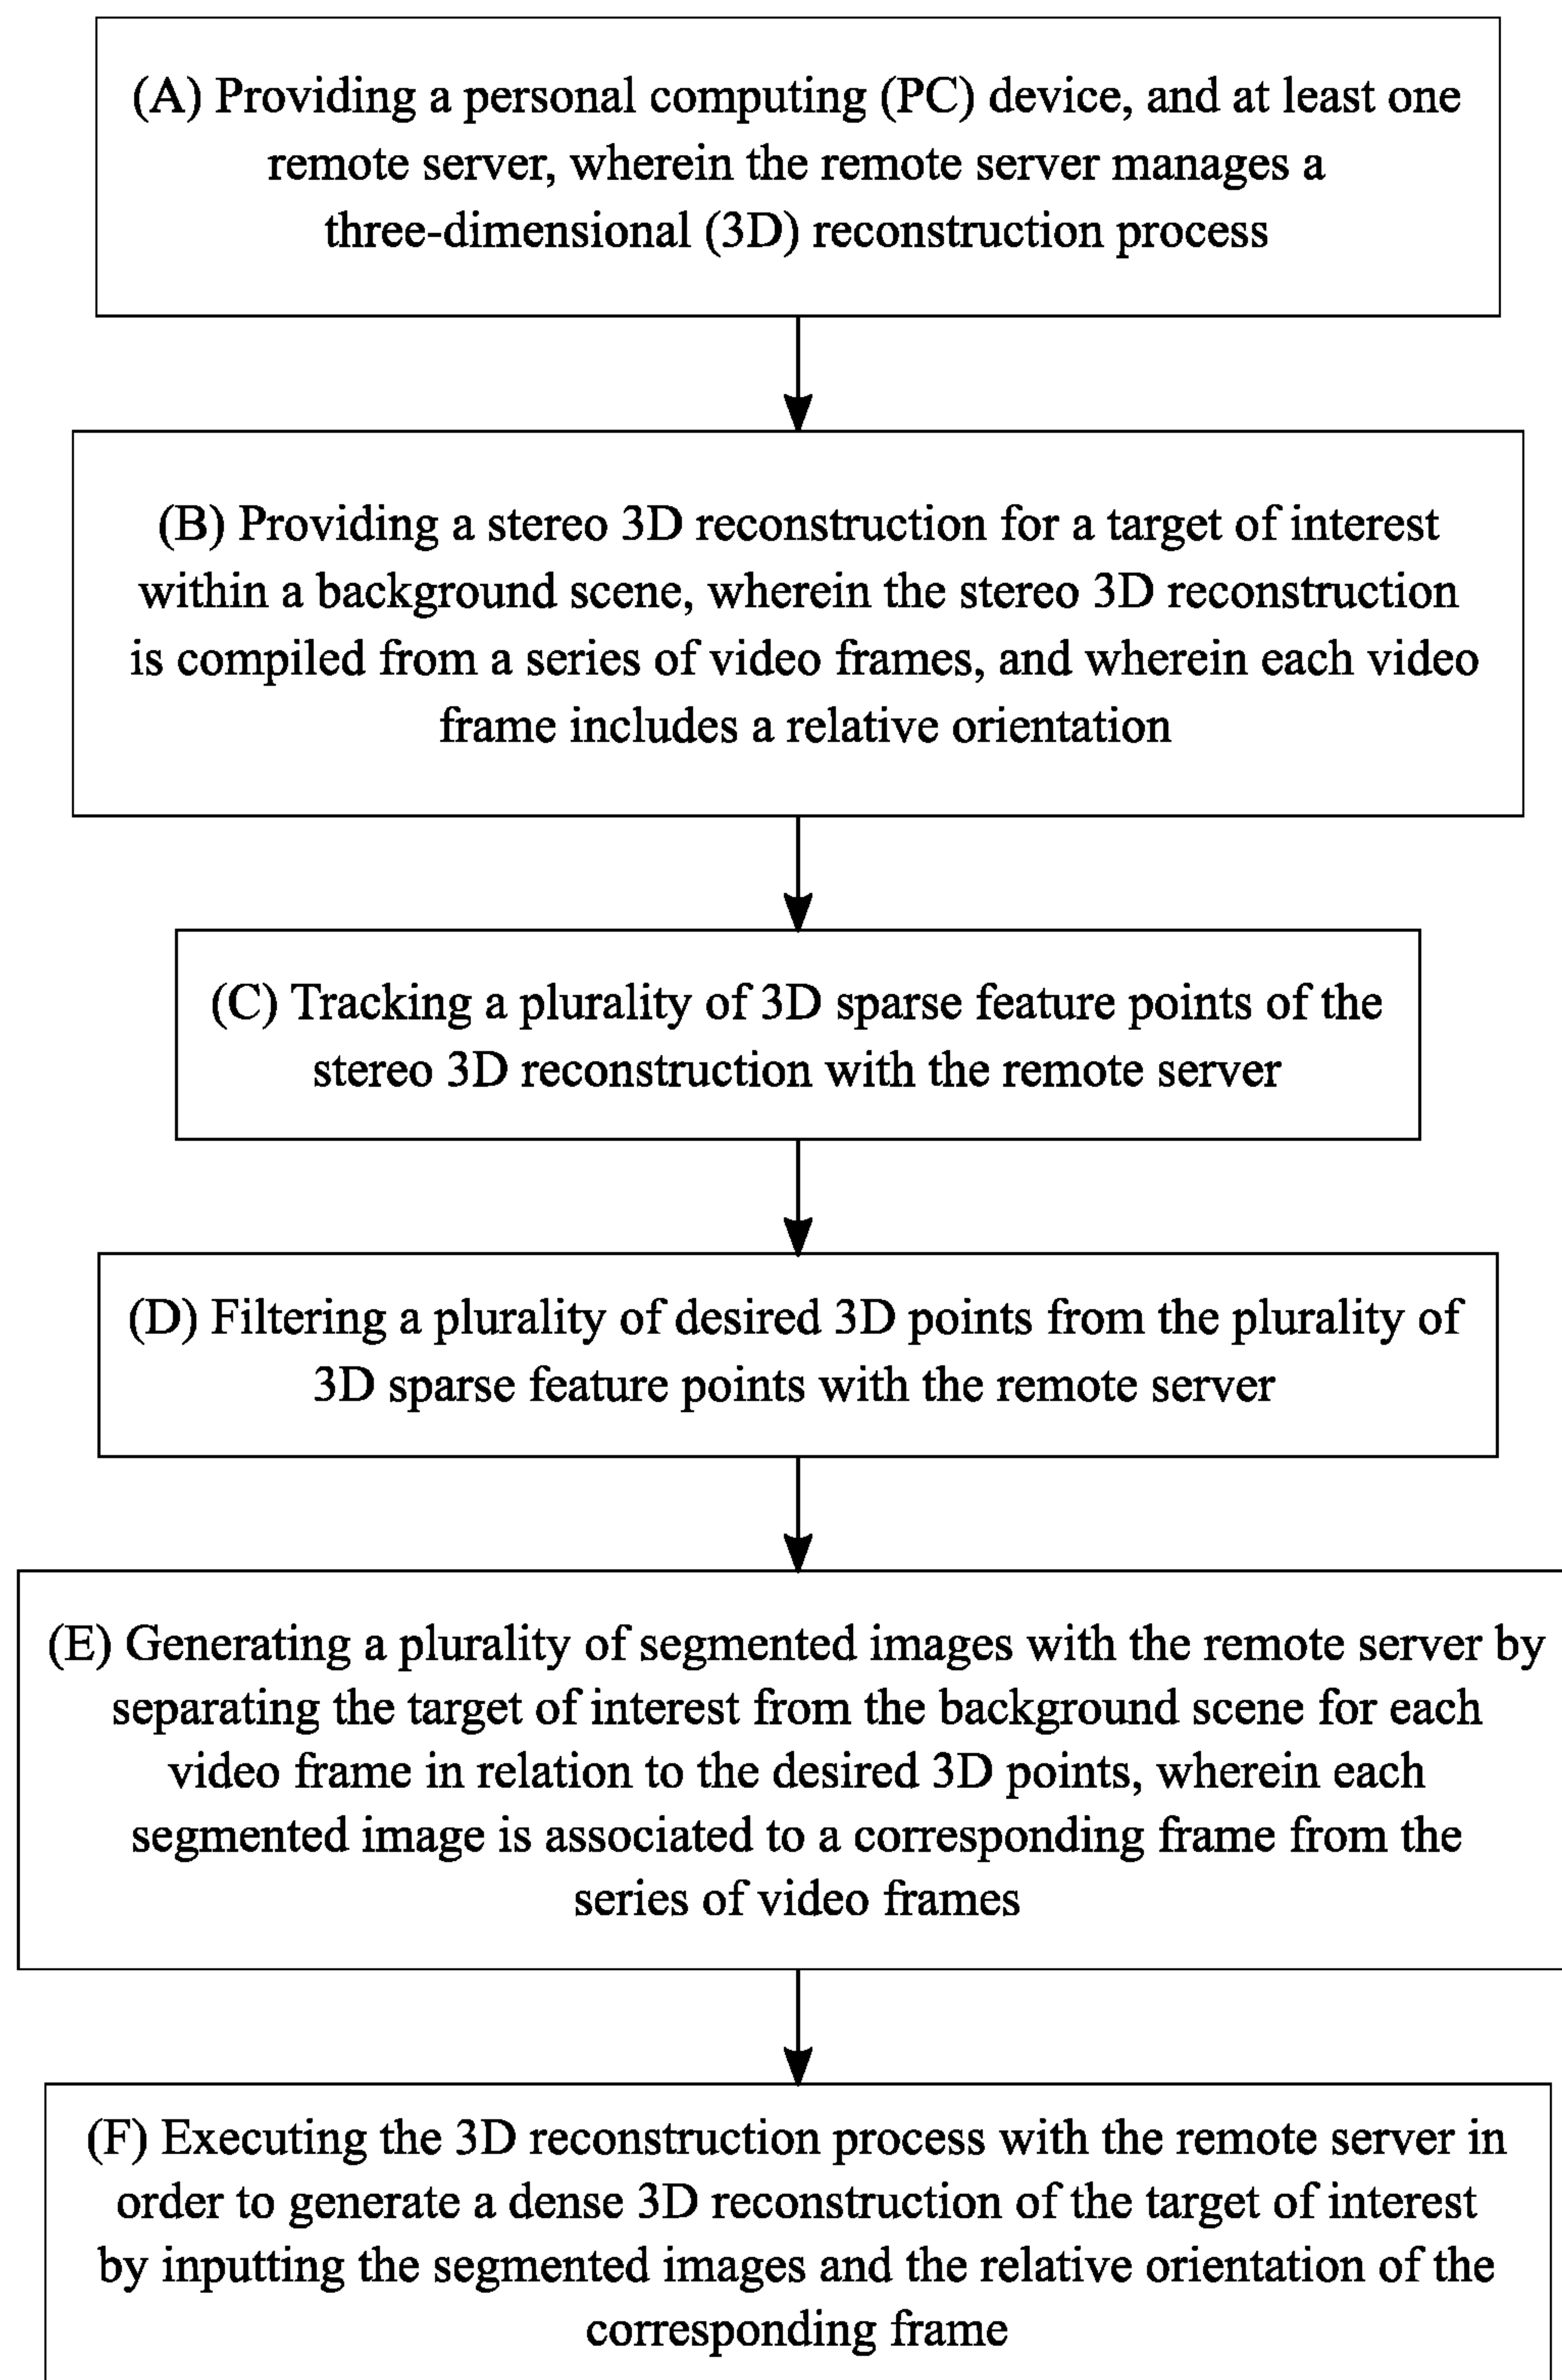 (A) Providing a personal computing (PC) device, and at least one
remote server, wherein the remote server manages a
three-dimensional (3D) reconstruction process
(B) Providing a stereo 3D reconstruction for a target of interest
within a background scene, wherein the stereo 3D reconstruction
is compiled from a series of video frames, and wherein each video
frame includes a relative orientation
(C) Tracking a plurality of 3D sparse feature points of the
stereo 3D reconstruction with the remote server
(D) Filtering a plurality of desired 3D points from the plurality of
3D sparse feature points with the remote server
(E) Generating a plurality of segmented images with the remote server by
separating the target of interest from the background scene for each
video frame in relation to the desired 3D points, wherein each
segmented image is associated to a corresponding frame from the
series of video frames
(F) Executing the 3D reconstruction process with the remote server in
order to generate a dense 3D reconstruction of the target of interest
by inputting the segmented images and the relative orientation of the
corresponding frame